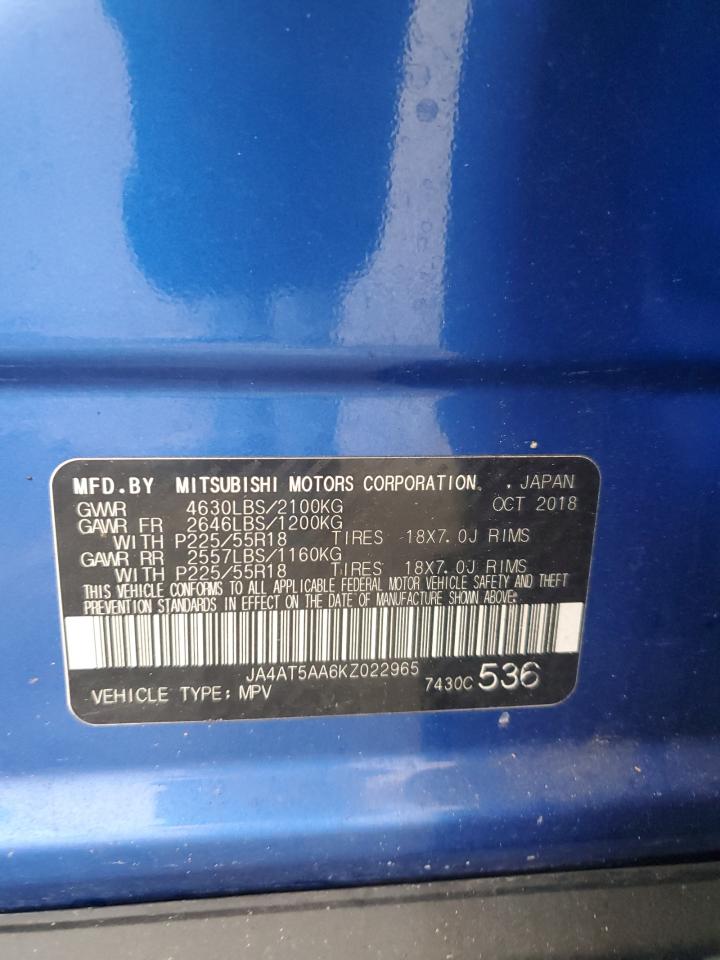 MFD.BY MITSUBISHI MOTORS CORPORATION. . JAPAN
GVWR 4630LBS/2100KG OCT 2018
GAWR FR 2646LBS/1200KG
WITH P225/55R18 TIRES 18X7.0J RIMS
GAWR RR 2557LBS/1160KG
WITH P225/55R18 TIRES 18X7.0J RIMS
THIS VEHICLE CONFORMS TO ALL APPLICABLE FEDERAL MOTOR VEHICLE SAFETY AND THEFT
PREVENTION STANDARDS IN EFFECT ON THE DATE OF MANUFACTURE SHOWN ABOVE.
JA4AT5AA6KZ022965
VEHICLE TYPE: MPV 7430C 536